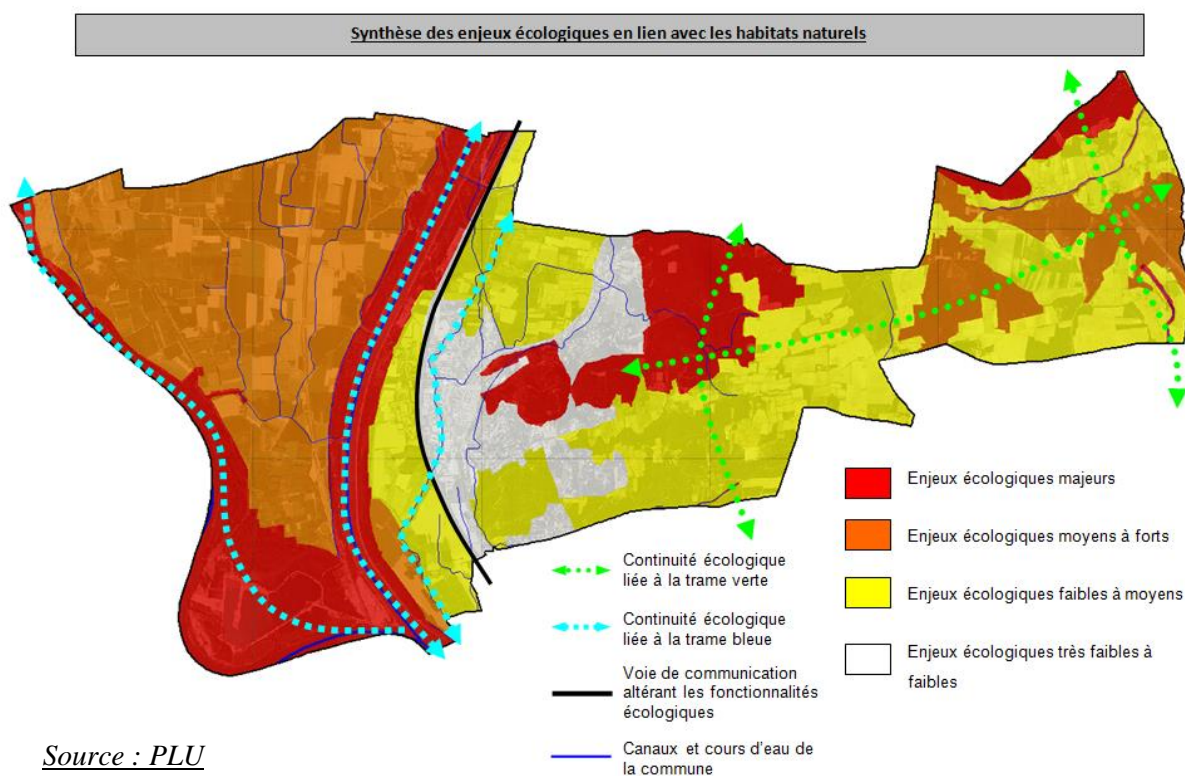 Synthèse des enjeux écologiques en lien avec les habitats naturels
Enjeux écologiques majeurs
Enjeux écologiques moyens à forts
Enjeux écologiques faibles à moyens
Enjeux écologiques très faibles à
faibles
Continuité écologique
liée à la trame verte
Continuité écologique
liée à la trame bleue
Voie de communication
altérant les fonctionnalités
écologiques
Canaux et cours d'eau de
la commune
Source : PLU